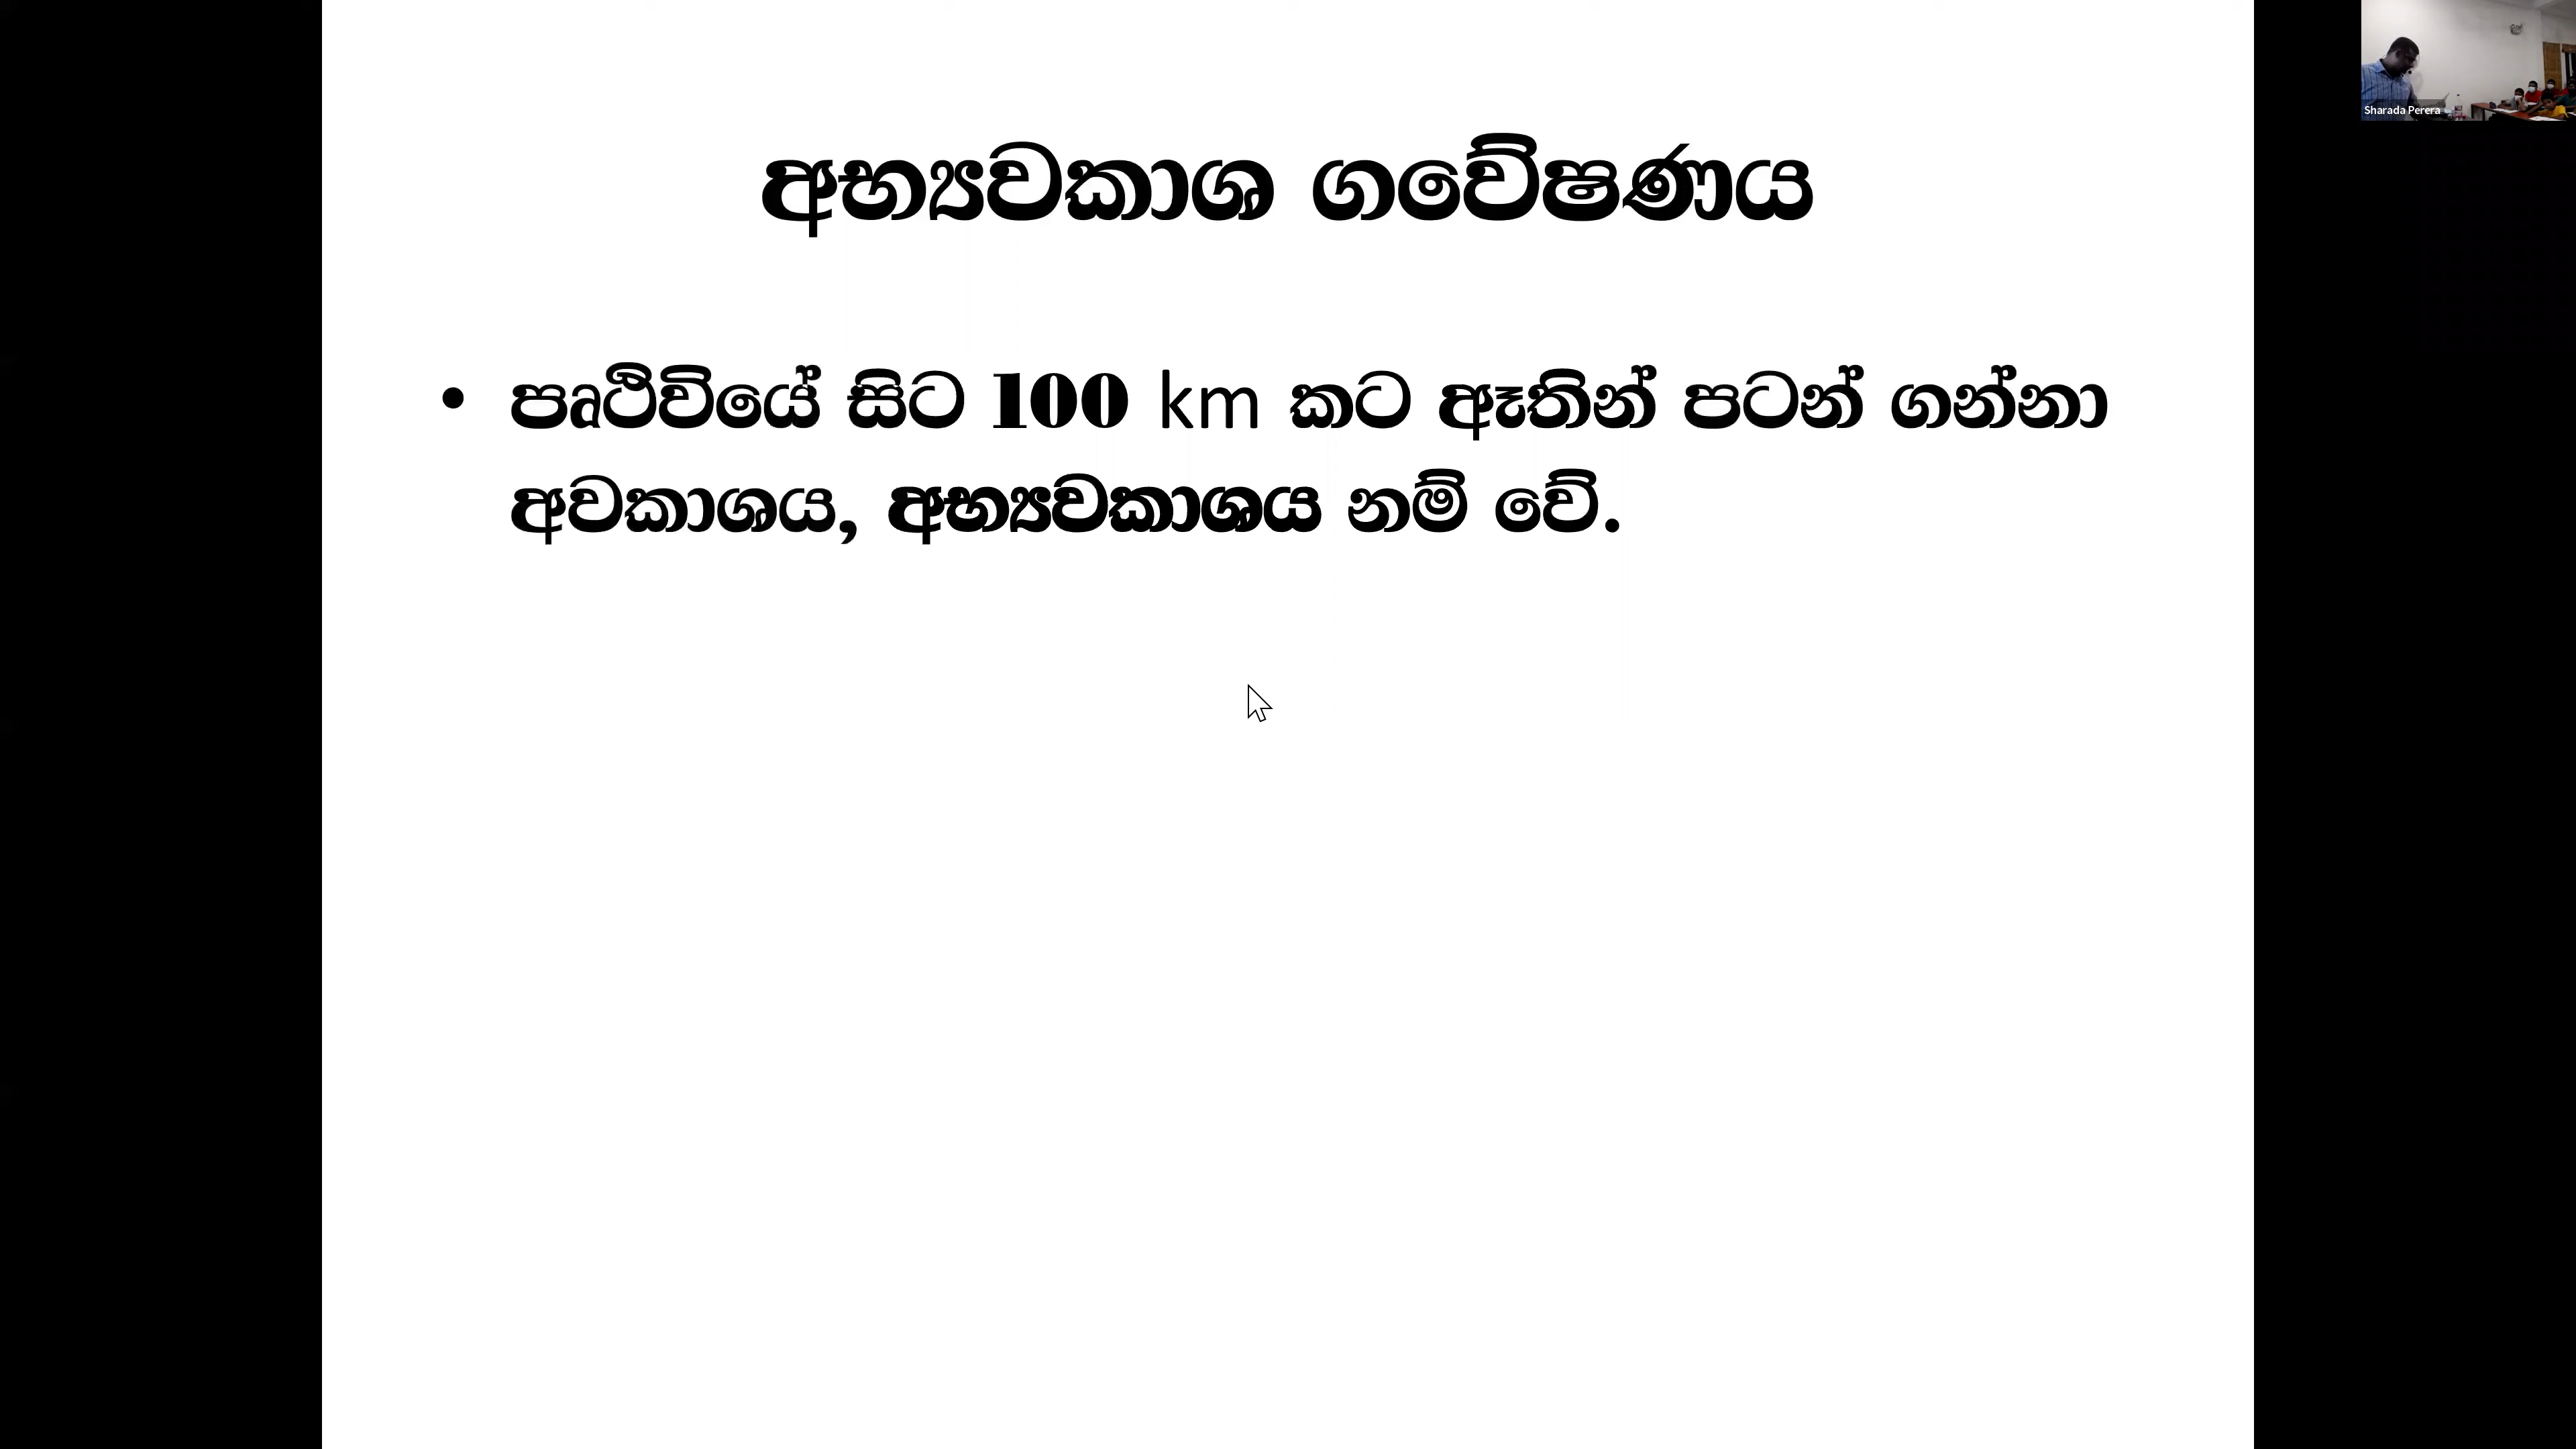 Sharada Perera
අභ්‍යවකාශ ගවේෂණය
• පෘථිවියේ සිට 100 km කට ඈතින් පටන් ගන්නා
අවකාශය, අභ්‍යවකාශය නම් වේ.